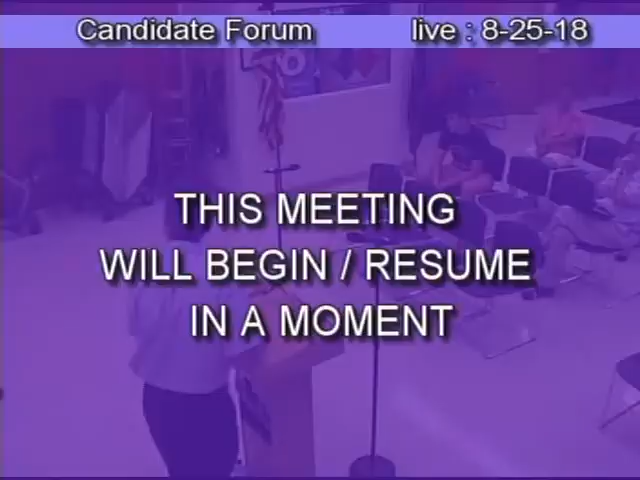 Candidate Forum live : 8-25-18
THIS MEETING
WILL BEGIN / RESUME
IN A MOMENT